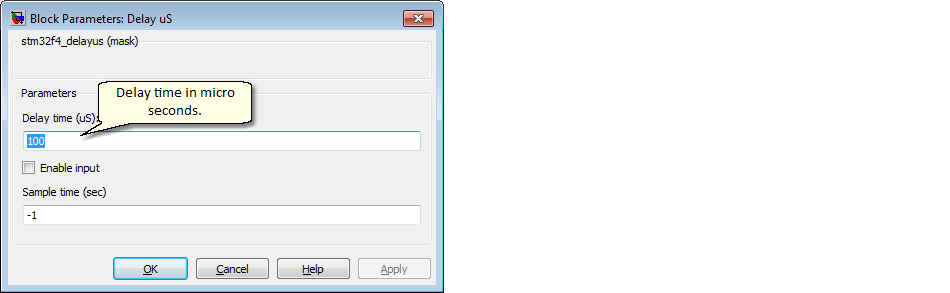 Block Parameters: Delay uS
stm32f4_delayus (mask)
Parameters
Delay time in micro
seconds.
Delay time (uS):
100
Enable input
Sample time (sec)
-1
OK Cancel Help Apply